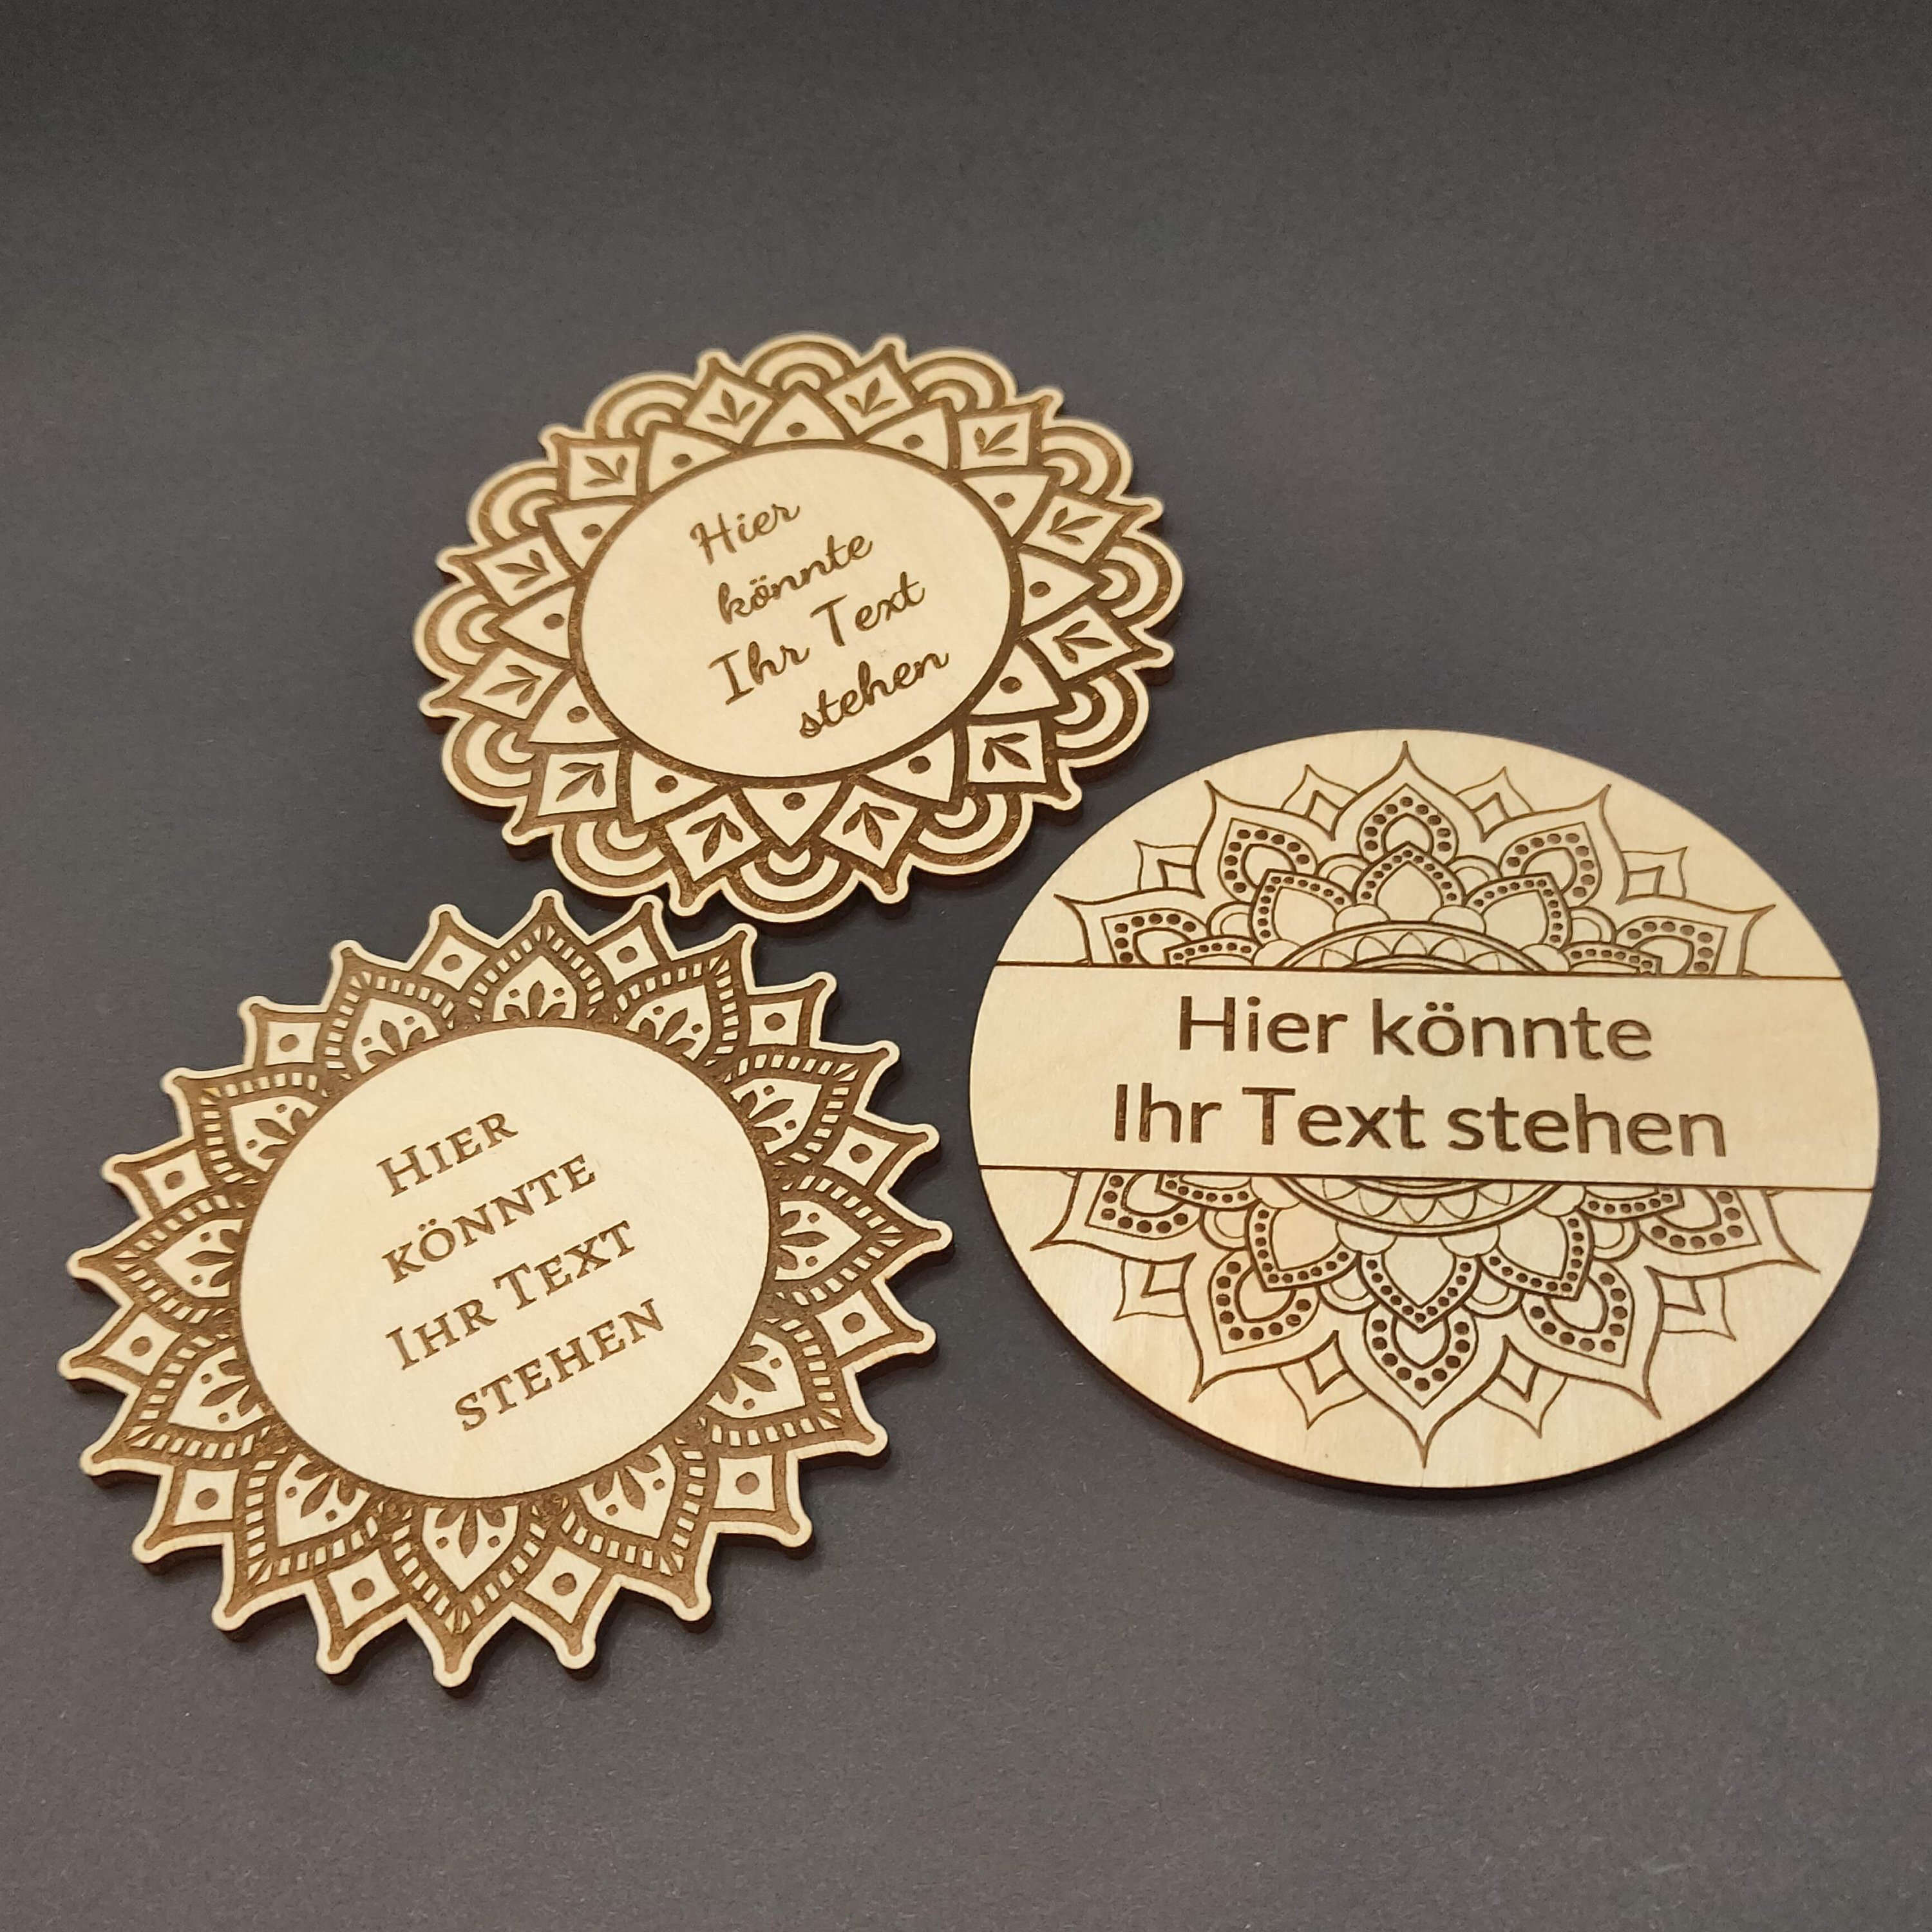 Hier
könnte
Ihr Text
stehen
Hier könnte
Ihr Text stehen
HIER
KÖNNTE
IHR TEXT
STEHEN